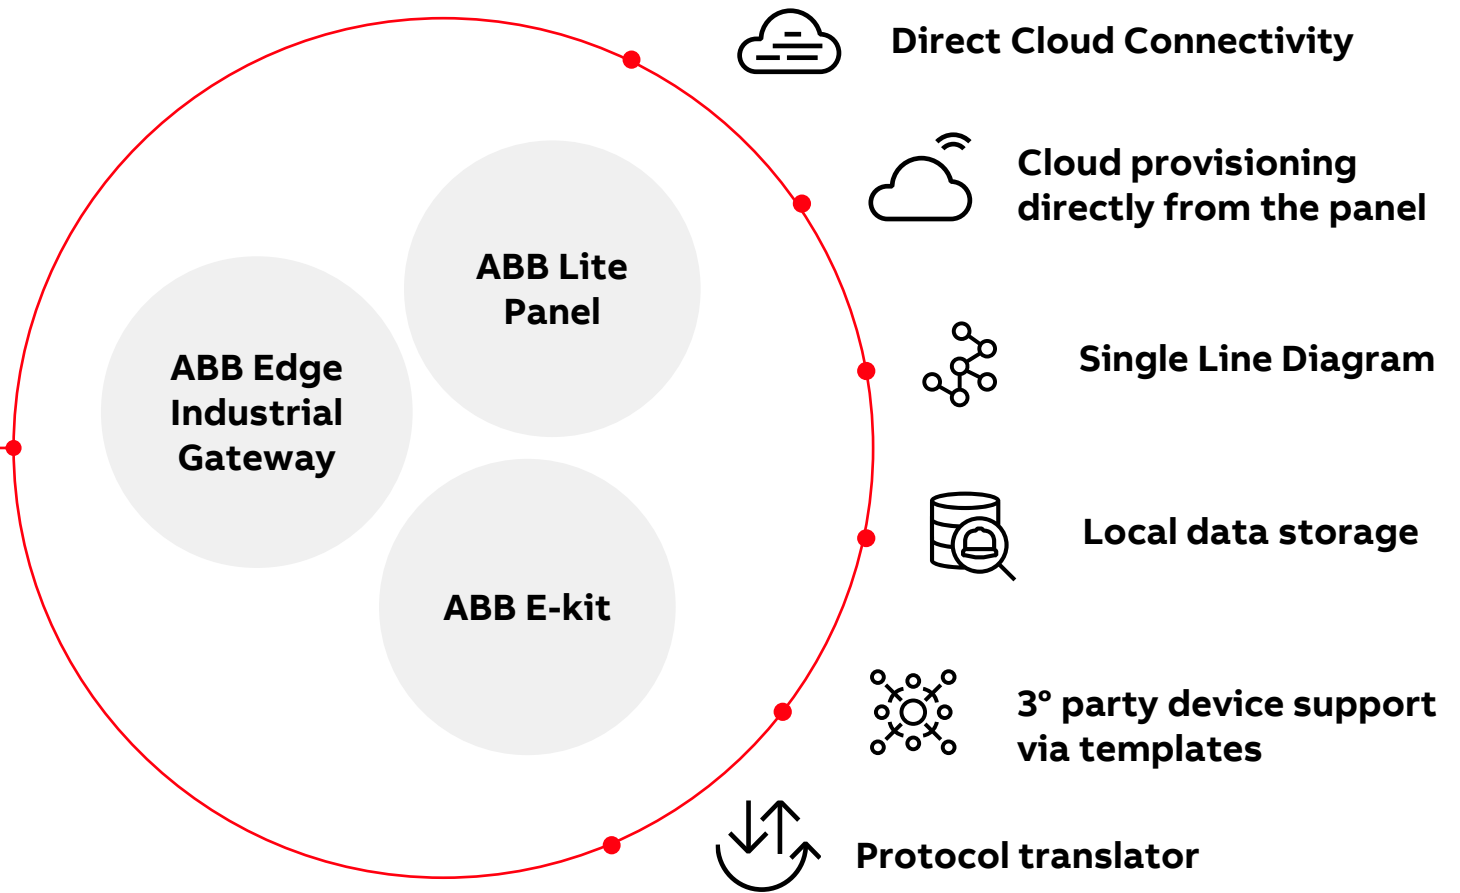 ABB Edge
Industrial
Gateway
ABB Lite
Panel
ABB E-kit
Direct Cloud Connectivity
Cloud provisioning
directly from the panel
Single Line Diagram
Local data storage
3° party device support
via templates
Protocol translator